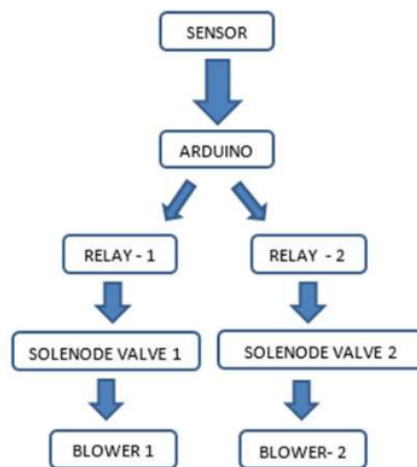 SENSOR
ARDUINO
RELAY - 1
RELAY - 2
SOLENODE VALVE 1
SOLENODE VALVE 2
BLOWER 1
BLOWER- 2